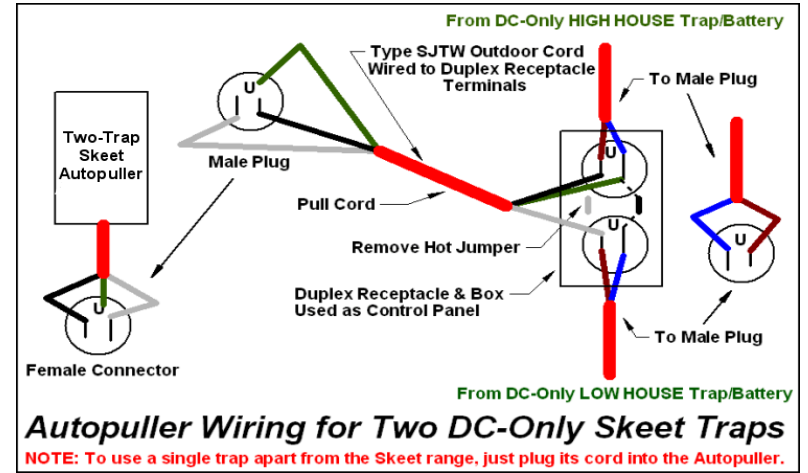 From DC-Only HIGH HOUSE Trap/Battery
Type SJTW Outdoor Cord
Wired to Duplex Receptacle
Terminals
To Male Plug
U
Two-Trap
Skeet
Autopuller
Male Plug
U
Pull Cord
Remove Hot Jumper
U
U
Duplex Receptacle & Box
Used as Control Panel
U
To Male Plug
Female Connector
From DC-Only LOW HOUSE Trap/Battery
Autopuller Wiring for Two DC-Only Skeet Traps
NOTE: To use a single trap apart from the Skeet range, just plug its cord into the Autopuller.